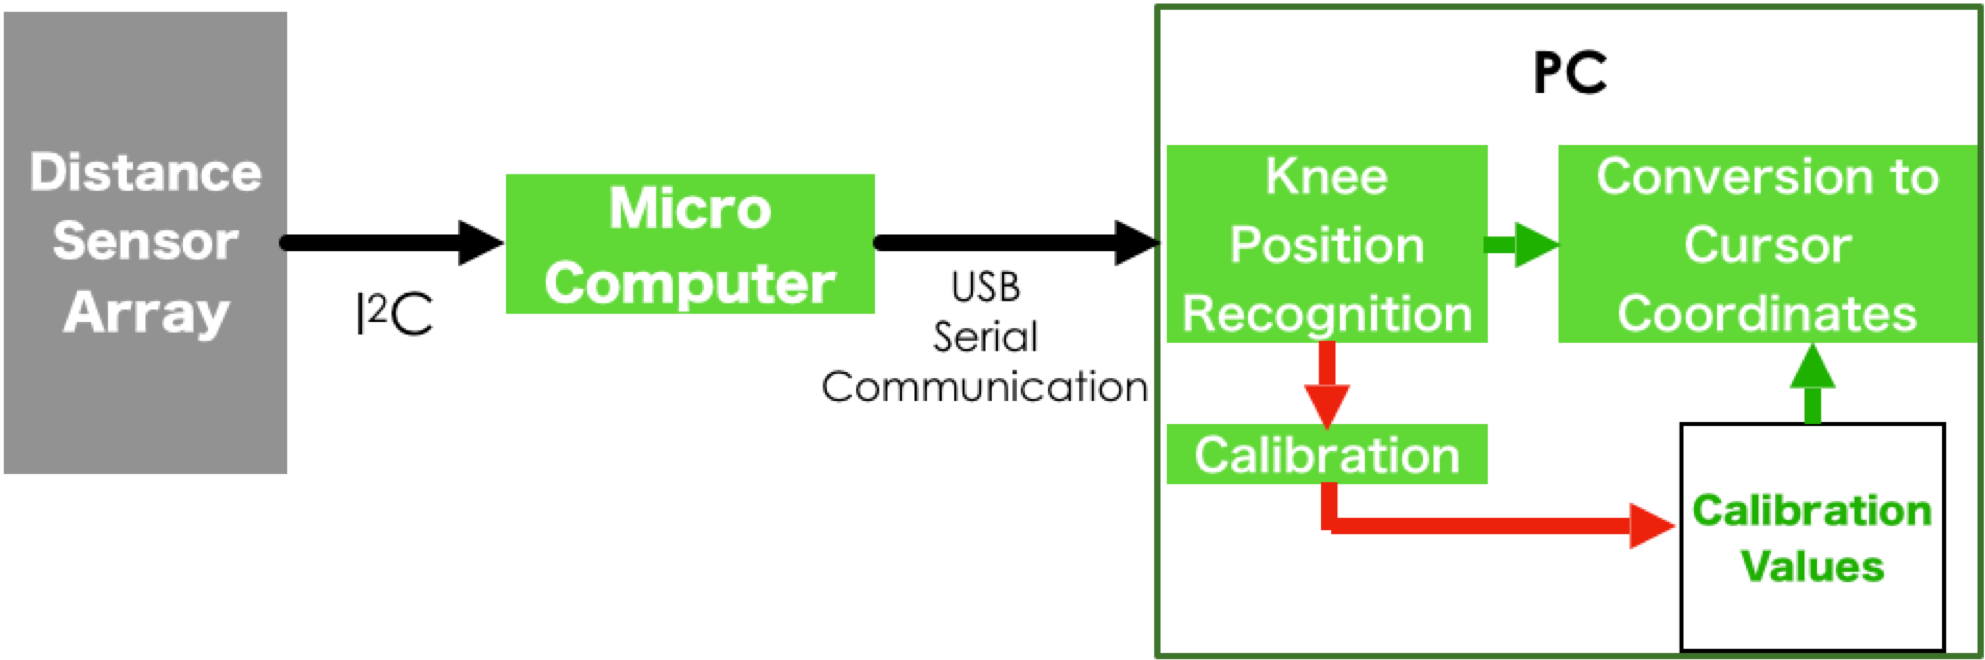 Distance
Sensor
Array
I²C
Micro
Computer
USB
Serial
Communication
PC
Knee
Position
Recognition
Conversion to
Cursor
Coordinates
Calibration
Calibration
Values